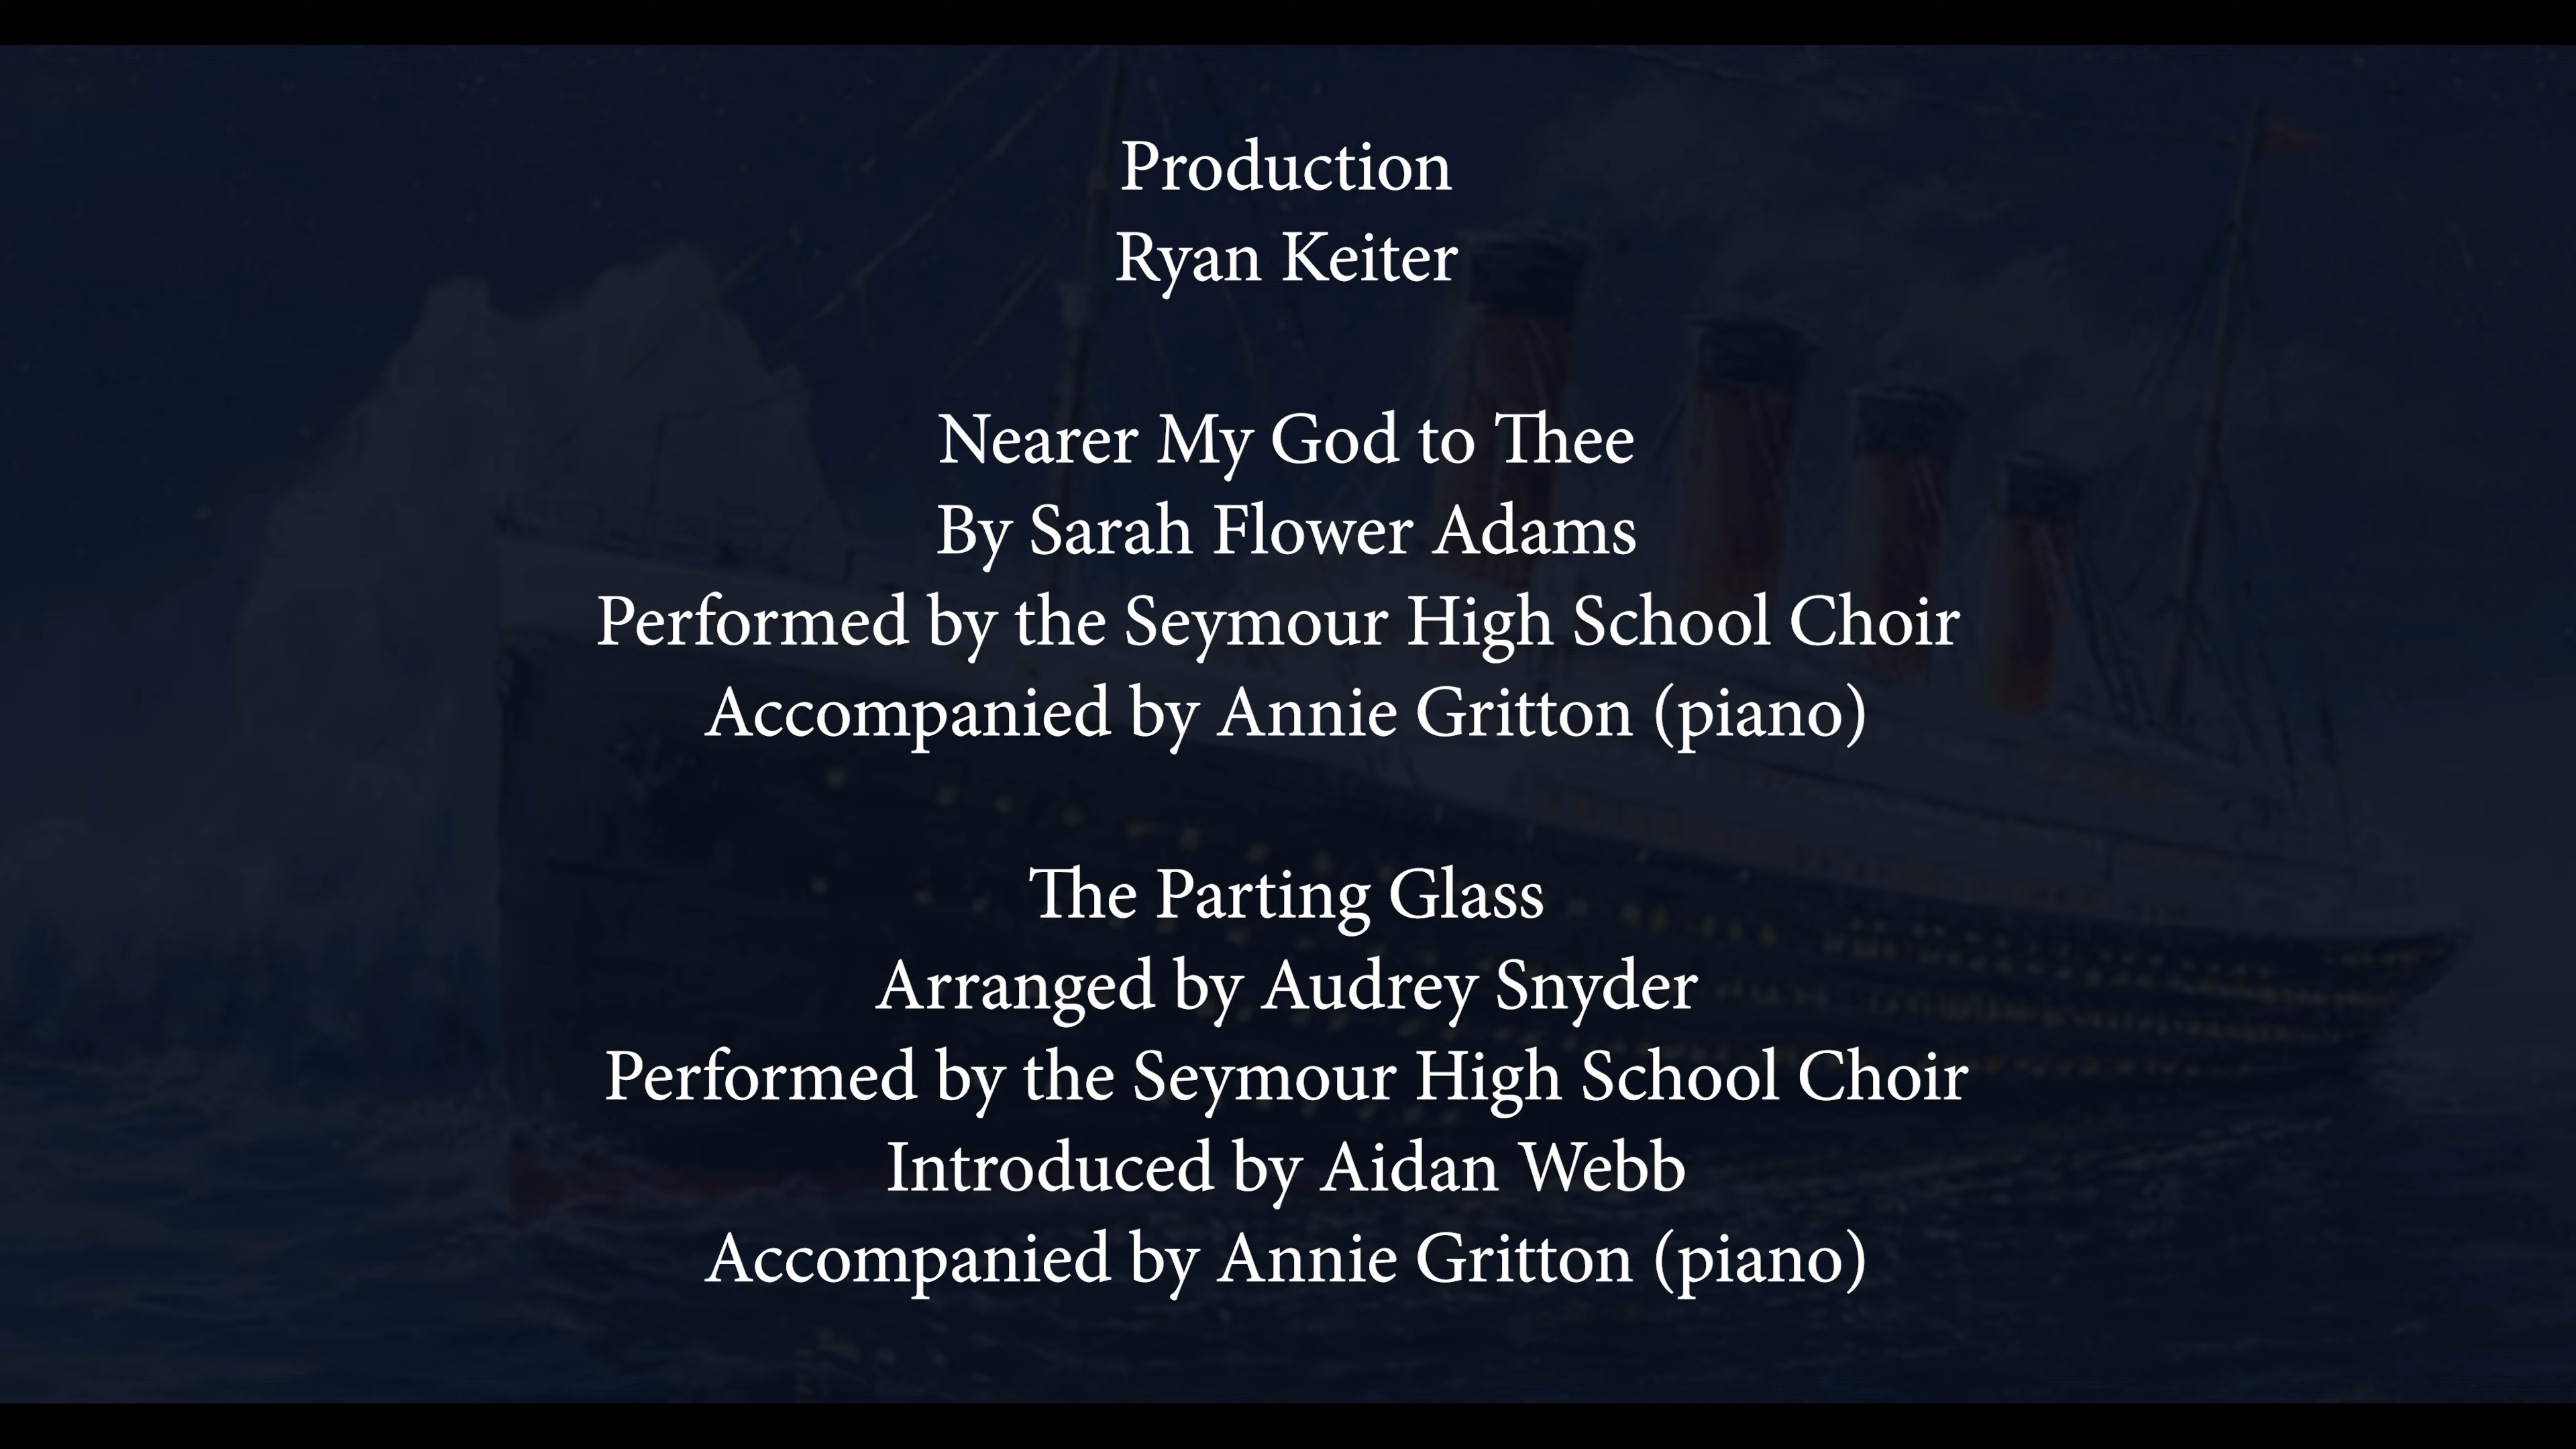 Production
Ryan Keiter
Nearer My God to Thee
By Sarah Flower Adams
Performed by the Seymour High School Choir
Accompanied by Annie Gritton (piano)
The Parting Glass
Arranged by Audrey Snyder
Performed by the Seymour High School Choir
Introduced by Aidan Webb
Accompanied by Annie Gritton (piano)